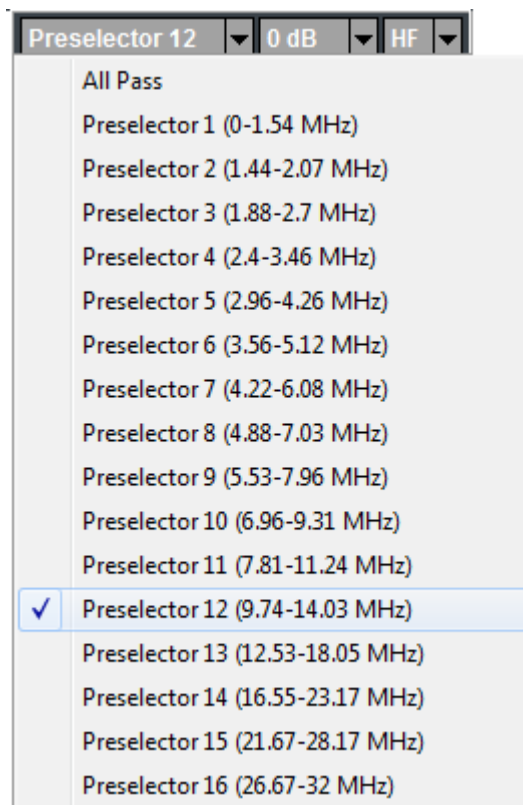 Preselector 12 0 dB HF
All Pass
Preselector 1 (0-1.54 MHz)
Preselector 2 (1.44-2.07 MHz)
Preselector 3 (1.88-2.7 MHz)
Preselector 4 (2.4-3.46 MHz)
Preselector 5 (2.96-4.26 MHz)
Preselector 6 (3.56-5.12 MHz)
Preselector 7 (4.22-6.08 MHz)
Preselector 8 (4.88-7.03 MHz)
Preselector 9 (5.53-7.96 MHz)
Preselector 10 (6.96-9.31 MHz)
Preselector 11 (7.81-11.24 MHz)
Preselector 12 (9.74-14.03 MHz)
Preselector 13 (12.53-18.05 MHz)
Preselector 14 (16.55-23.17 MHz)
Preselector 15 (21.67-28.17 MHz)
Preselector 16 (26.67-32 MHz)